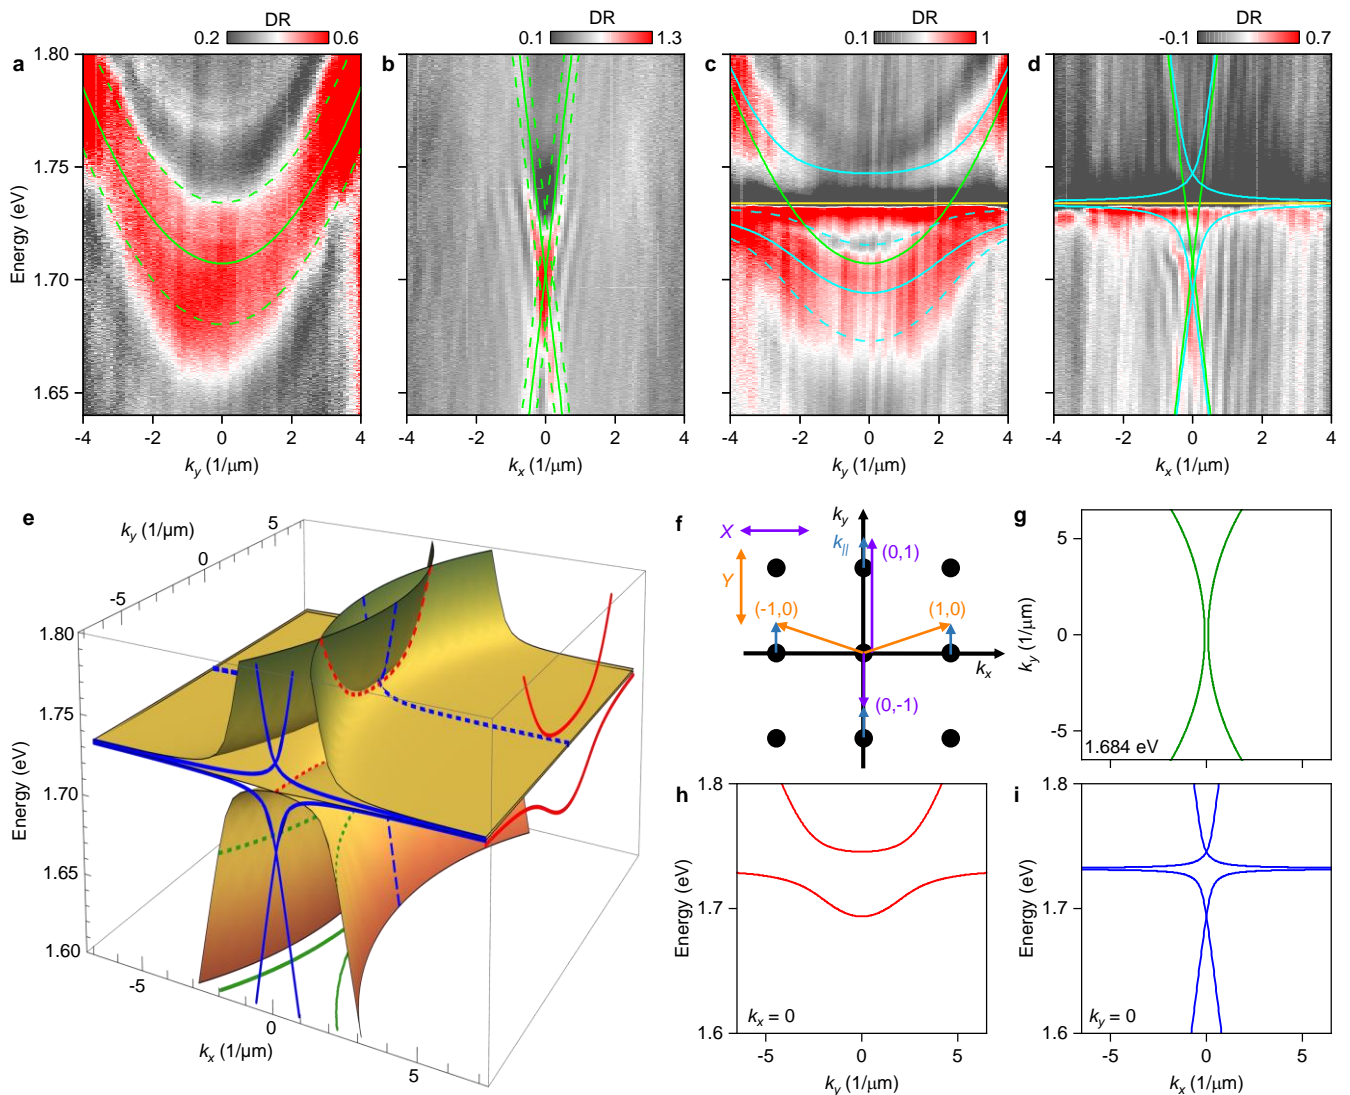 DR
0.2 0.6
DR
0.1 1.3
DR
0.1 1
DR
-0.1 0.7
a
b
c
d
1.80
1.75
1.70
1.65
Energy (eV)
-4 -2 0 2 4
-4 -2 0 2 4
-4 -2 0 2 4
-4 -2 0 2 4
ky (1/μm)
kx (1/μm)
ky (1/μm)
kx (1/μm)
e
ky (1/μm)
5
0
-5
1.80
1.75
1.70
1.65
1.60
Energy (eV)
-5
0
5
kx (1/μm)
f
ky
X
k//
(0,1)
Y
(-1,0)
(1,0)
kx
(0,-1)
g
5
0
-5
ky (1/μm)
1.684 eV
h
1.8
1.7
1.6
Energy (eV)
kx = 0
-5 0 5
ky (1/μm)
i
1.8
1.7
1.6
Energy (eV)
ky = 0
-5 0 5
kx (1/μm)